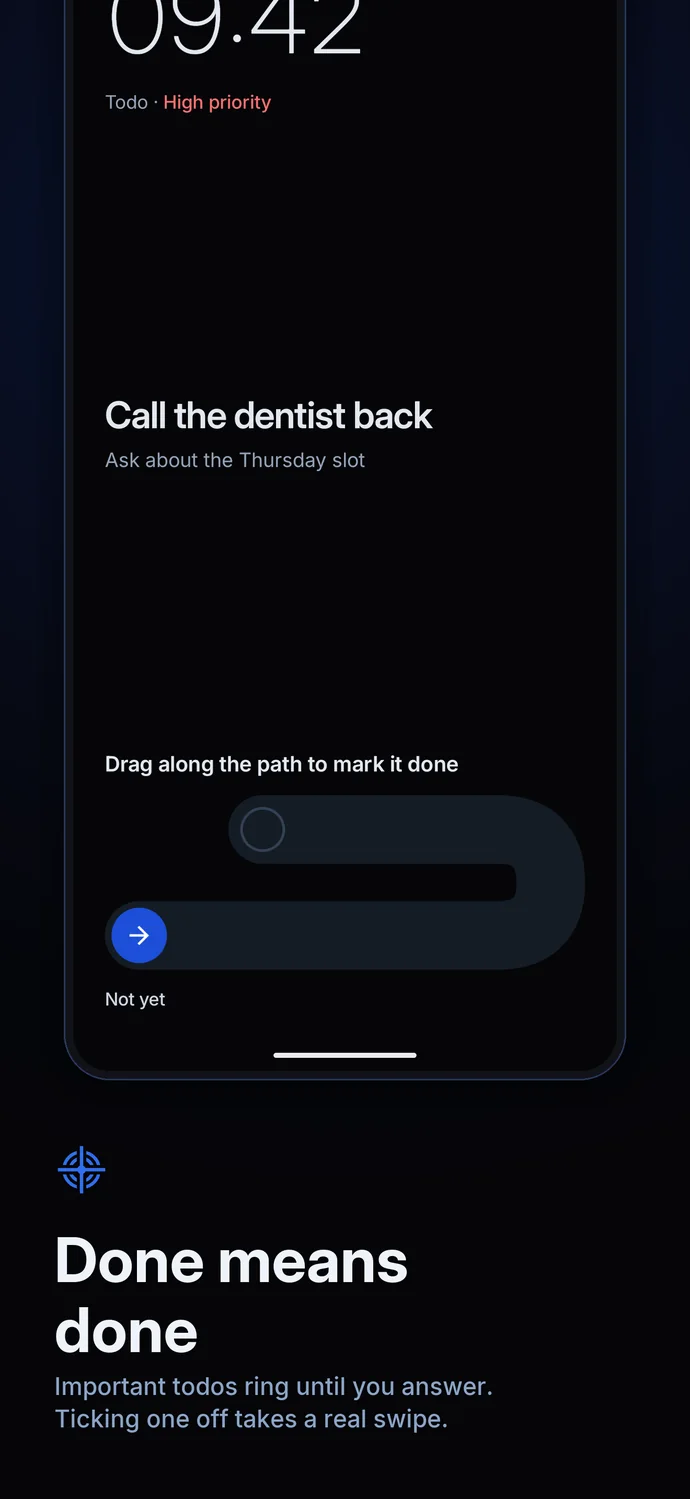 09:42
Todo · High priority
Call the dentist back
Ask about the Thursday slot
Drag along the path to mark it done
Not yet
Done means
done
Important todos ring until you answer.
Ticking one off takes a real swipe.